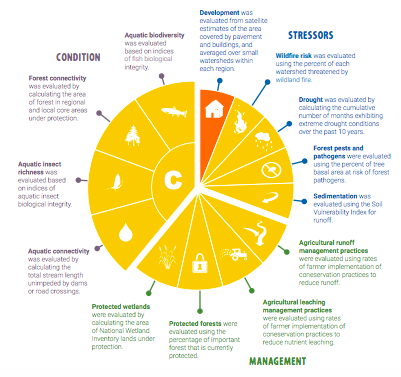 Development was
evaluated from satellite
estimates of the area
covered by pavement
and buildings, and
averaged over small
watersheds within
each region.
STRESSORS
Wildfire risk was evaluated
using the percent of each
watershed threatened by
wildland fire.
Drought was evaluated
by calculating the cumulative
number of months exhibiting
extreme drought conditions
over the past 10 years.
Forest pests and
pathogens were evaluated
using the percent of tree
basal area at risk of forest
pathogens.
Sedimentation was
evaluated using the Soil
Vulnerability Index for
runoff.
Agricultural runoff
management practices
were evaluated using rates
of farmer implementation of
conservation practices to
reduce runoff.
Agricultural leaching
management practices
were evaluated using rates
of farmer implementation of
conservation practices to
reduce nutrient leaching.
MANAGEMENT
Protected forests were
evaluated using the
percentage of important
forest that is currently
protected.
Protected wetlands
were evaluated by
calculating the area
of National Wetland
Inventory lands under
protection.
Aquatic connectivity
was evaluated by
calculating the
total stream length
unimpeded by dams
or road crossings.
Aquatic insect
richness was
evaluated based on
indices of aquatic
insect biological
integrity.
Forest connectivity
was evaluated by
calculating the area
of forest in regional
and local core areas
under protection.
CONDITION
Aquatic biodiversity
was evaluated
based on indices
of fish biological
integrity.
C